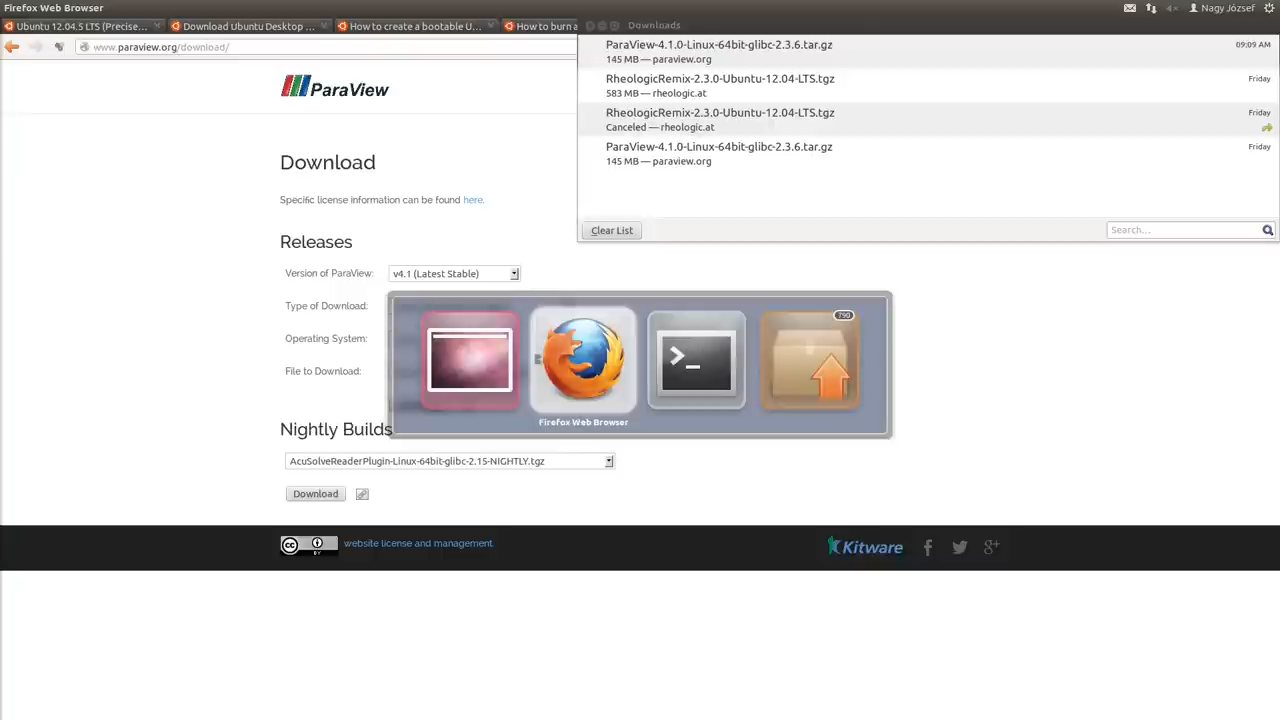 Firefox Web Browser
Nagy József
Ubuntu 12.04.5 LTS (Precise...
Download Ubuntu Desktop ...
How to create a bootable U...
How to burn a
Downloads
www.paraview.org/download/
ParaView-4.1.0-Linux-64bit-glibc-2.3.6.tar.gz
09:09 AM
145 MB — paraview.org
RheologicRemix-2.3.0-Ubuntu-12.04-LTS.tgz
Friday
583 MB — rheologic.at
RheologicRemix-2.3.0-Ubuntu-12.04-LTS.tgz
Friday
Canceled — rheologic.at
ParaView-4.1.0-Linux-64bit-glibc-2.3.6.tar.gz
Friday
145 MB — paraview.org
Clear List
Search...
ParaView
Download
Specific license information can be found here.
Releases
Version of ParaView:
v4.1 (Latest Stable)
Type of Download:
Operating System:
File to Download:
790
>_
Firefox Web Browser
Nightly Builds
AcuSolveReaderPlugin-Linux-64bit-glibc-2.15-NIGHTLY.tgz
Download
cc
BY
website license and management.
Kitware